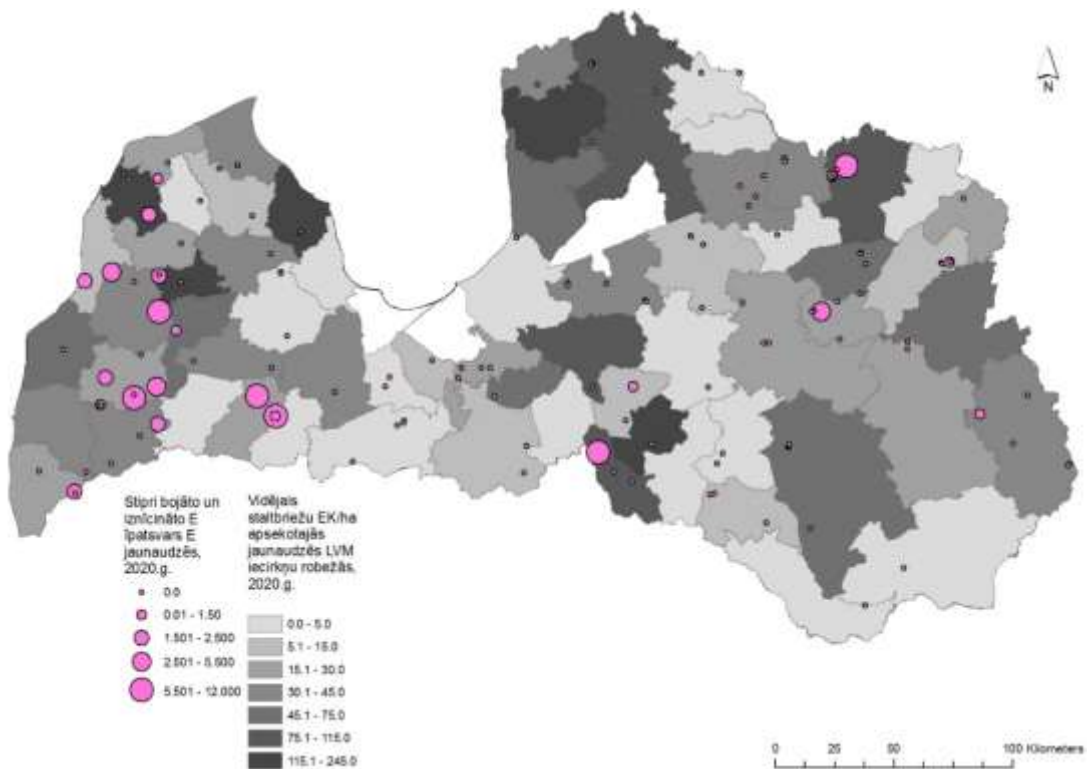 N
Stipri bojāto un
iznīcināto E
īpatsvars E
jaunaudzēs,
2020.g.
0.0
0.01 - 1.50
1.501 - 2.500
2.501 - 5.500
5.501 - 12.000
Vidējais
staltbriežu EK/ha
apsekotajās
jaunaudzēs LVM
iecirkņu robežās,
2020.g.
0.0 - 5.0
5.1 - 15.0
15.1 - 30.0
30.1 - 45.0
45.1 - 75.0
75.1 - 115.0
115.1 - 245.0
0 25 50 100 Kilometers